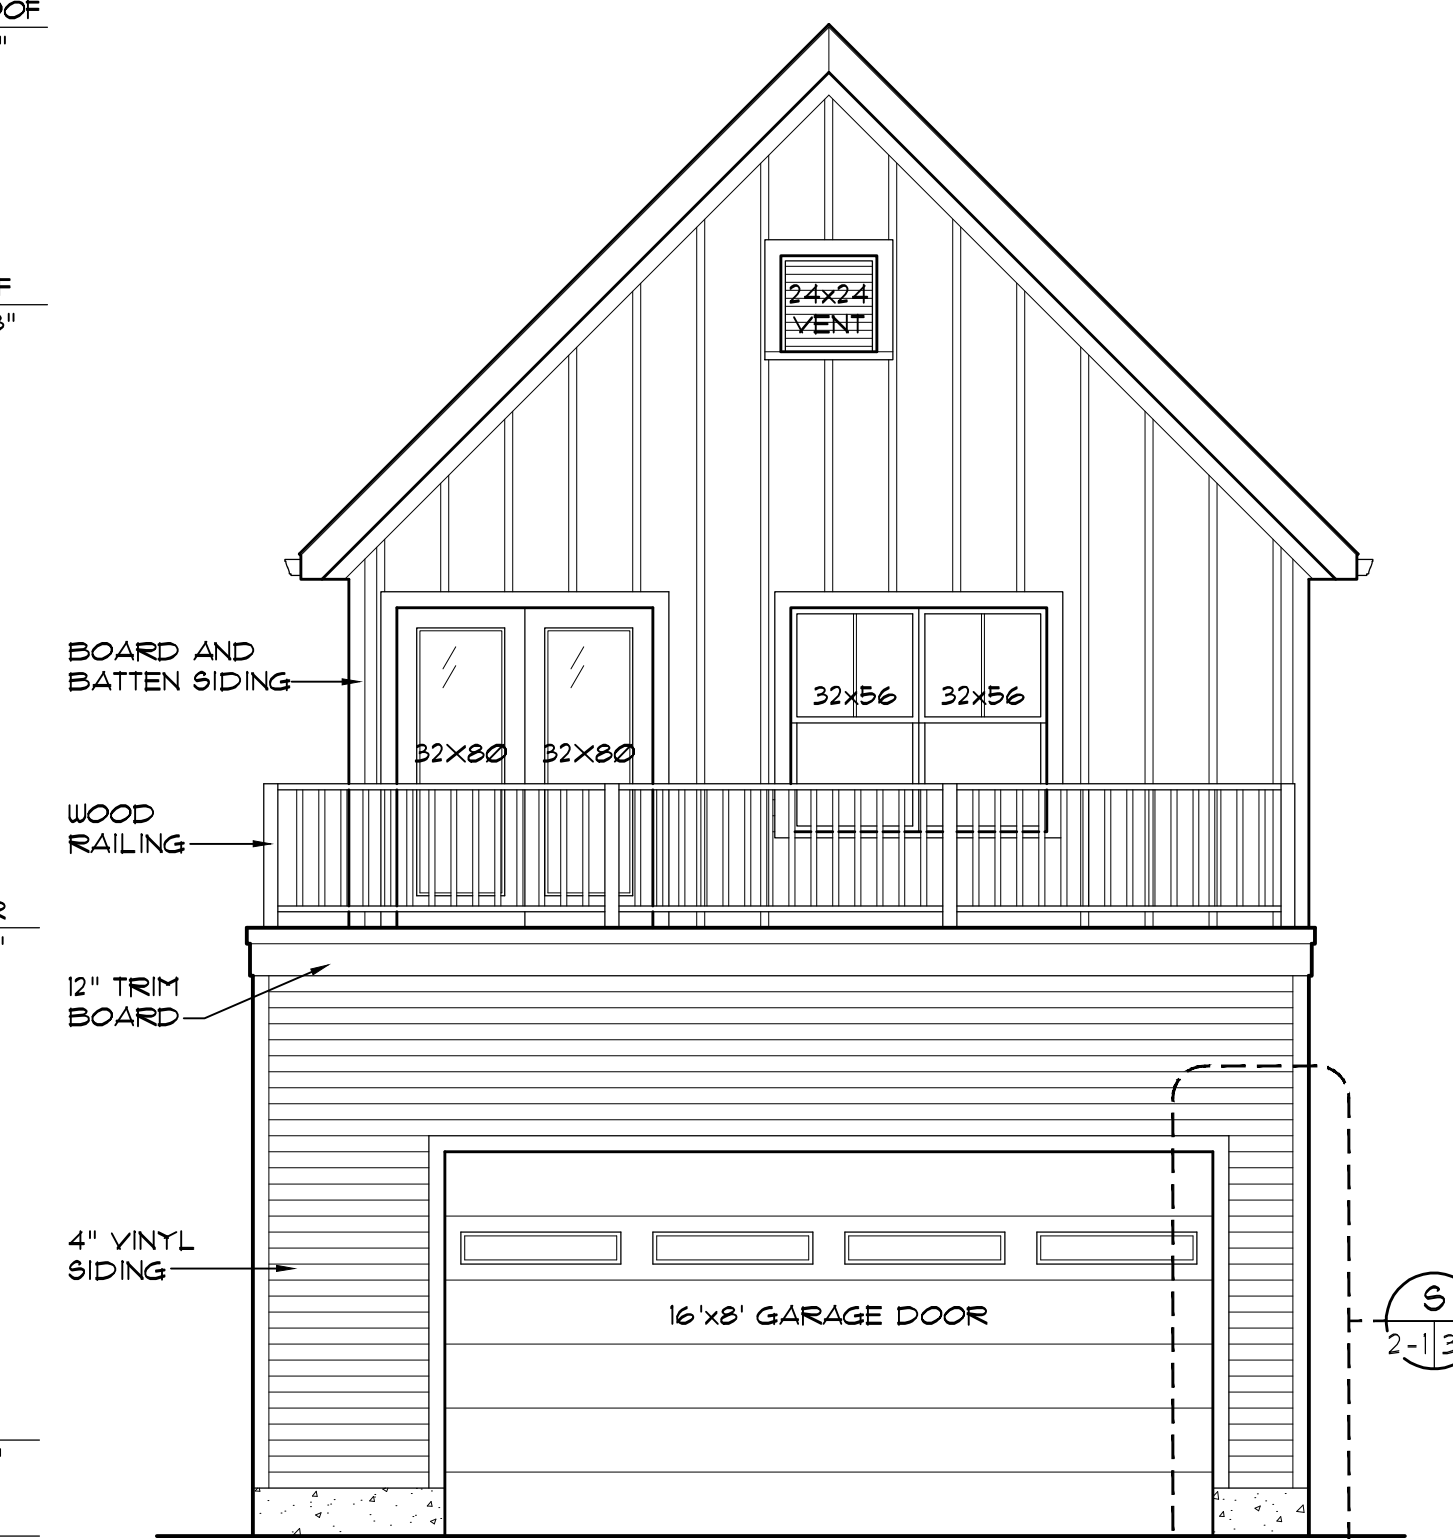 24x24
VENT
BOARD AND
BATTEN SIDING
32x56 32x56
32X80 32X80
WOOD
RAILING
12" TRIM
BOARD
4" VINYL
SIDING
16'x8' GARAGE DOOR
S
2-1 3